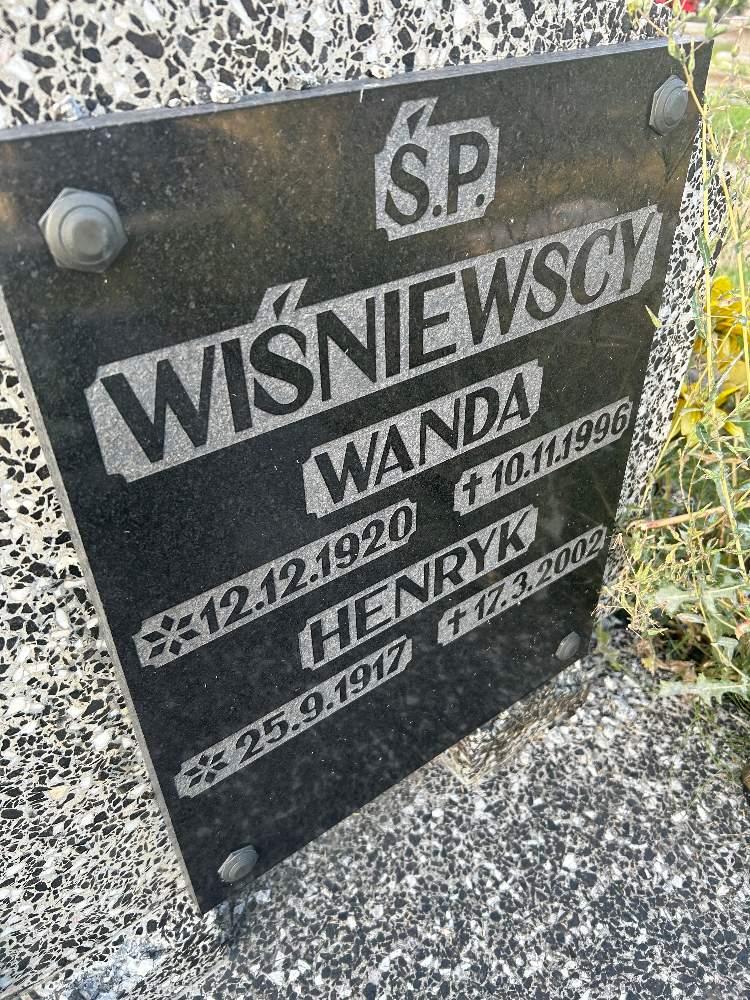 Ś.P.
WIŚNIEWSCY
WANDA
*12.12.1920 †10.11.1996
HENRYK
*25.9.1917 †17.3.2002